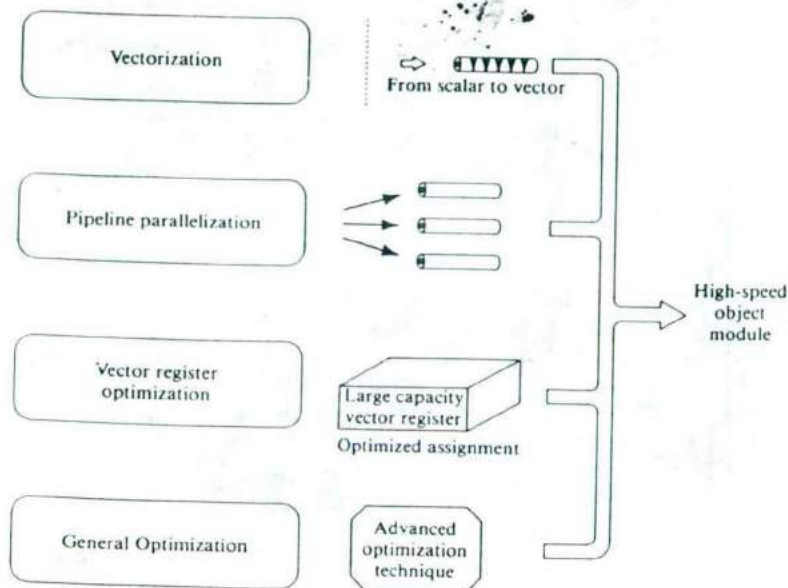 Vectorization
From scalar to vector
Pipeline parallelization
High-speed
object
module
Vector register
optimization
Large capacity
vector register
Optimized assignment
General Optimization
Advanced
optimization
technique